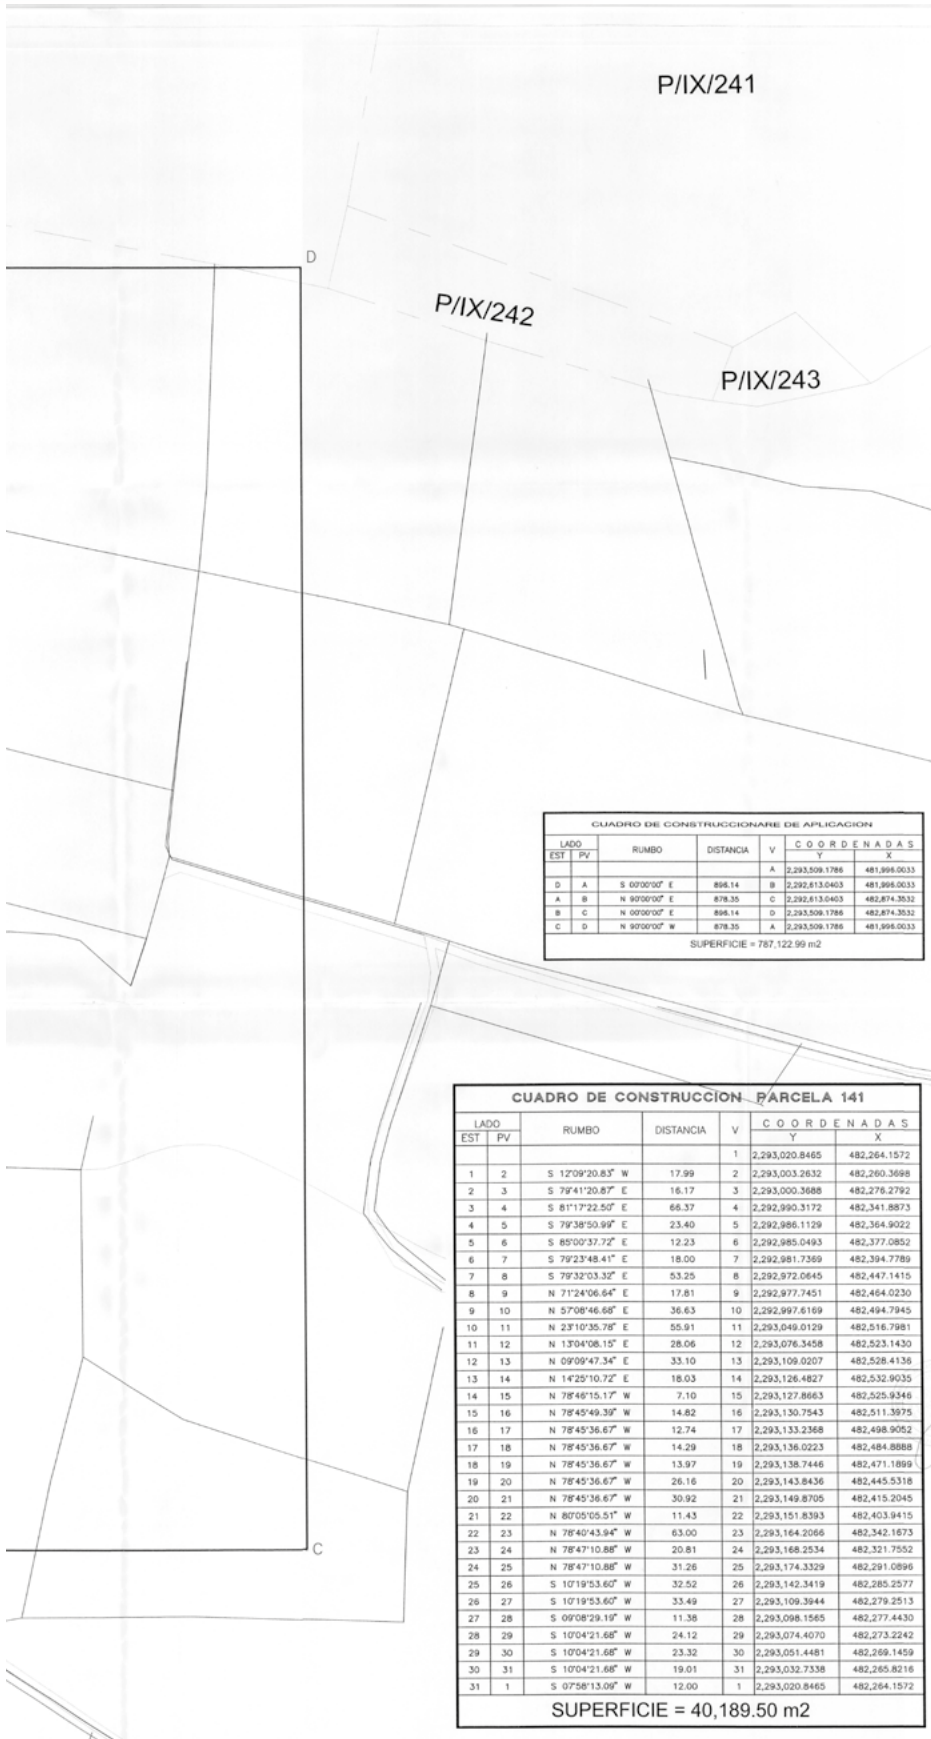 P/IX/241
D
P/IX/242
P/IX/243
CUADRO DE CONSTRUCCIONARE DE APLICACION
LADO RUMBO DISTANCIA V C O O R D E N A D A S
EST PV Y X
A 2,293,509.1786 481,996.0033
D A S 00°00'00" E 896.14 B 2,292,613.0403 481,996.0033
A B N 90°00'00" E 878.35 C 2,292,613.0403 482,874.3532
B C N 00°00'00" E 896.14 D 2,293,509.1786 482,874.3532
C D N 90°00'00" W 878.35 A 2,293,509.1786 481,996.0033
SUPERFICIE = 787,122.99 m2
CUADRO DE CONSTRUCCION PARCELA 141
LADO RUMBO DISTANCIA V C O O R D E N A D A S
EST PV Y X
1 2,293,020.8465 482,264.1572
1 2 S 12°09'20.83" W 17.99 2 2,293,003.2632 482,260.3698
2 3 S 79°41'20.87" E 16.17 3 2,293,000.3688 482,276.2792
3 4 S 81°17'22.50" E 66.37 4 2,292,990.3172 482,341.8873
4 5 S 79°38'50.99" E 23.40 5 2,292,986.1129 482,364.9022
5 6 S 85°00'37.72" E 12.23 6 2,292,985.0493 482,377.0852
6 7 S 79°23'48.41" E 18.00 7 2,292,981.7369 482,394.7789
7 8 S 79°32'03.32" E 53.25 8 2,292,972.0645 482,447.1415
8 9 N 71°24'06.64" E 17.81 9 2,292,977.7451 482,464.0230
9 10 N 57°08'46.68" E 36.63 10 2,292,997.6169 482,494.7945
10 11 N 23°10'35.78" E 55.91 11 2,293,049.0129 482,516.7981
11 12 N 13°04'08.15" E 28.06 12 2,293,076.3458 482,523.1430
12 13 N 09°09'47.34" E 33.10 13 2,293,109.0207 482,528.4136
13 14 N 14°25'10.72" E 18.03 14 2,293,126.4827 482,532.9035
14 15 N 78°46'15.17" W 7.10 15 2,293,127.8663 482,525.9346
15 16 N 78°45'49.39" W 14.82 16 2,293,130.7543 482,511.3975
16 17 N 78°45'36.67" W 12.74 17 2,293,133.2368 482,498.9052
17 18 N 78°45'36.67" W 14.29 18 2,293,136.0223 482,484.8888
18 19 N 78°45'36.67" W 13.97 19 2,293,138.7446 482,471.1899
19 20 N 78°45'36.67" W 26.16 20 2,293,143.8436 482,445.5318
20 21 N 78°45'36.67" W 30.92 21 2,293,149.8705 482,415.2045
21 22 N 80°05'05.51" W 11.43 22 2,293,151.8393 482,403.9415
22 23 N 78°40'43.94" W 63.00 23 2,293,164.2066 482,342.1673
23 24 N 78°47'10.88" W 20.81 24 2,293,168.2534 482,321.7552
24 25 N 78°47'10.88" W 31.26 25 2,293,174.3329 482,291.0896
25 26 S 10°19'53.60" W 32.52 26 2,293,142.3419 482,285.2577
26 27 S 10°19'53.60" W 33.49 27 2,293,109.3944 482,279.2513
27 28 S 09°08'29.19" W 11.38 28 2,293,098.1565 482,277.4430
28 29 S 10°04'21.68" W 24.12 29 2,293,074.4070 482,273.2242
29 30 S 10°04'21.68" W 23.32 30 2,293,051.4481 482,269.1459
30 31 S 10°04'21.68" W 19.01 31 2,293,032.7338 482,265.8216
31 1 S 07°58'13.09" W 12.00 1 2,293,020.8465 482,264.1572
SUPERFICIE = 40,189.50 m2
C